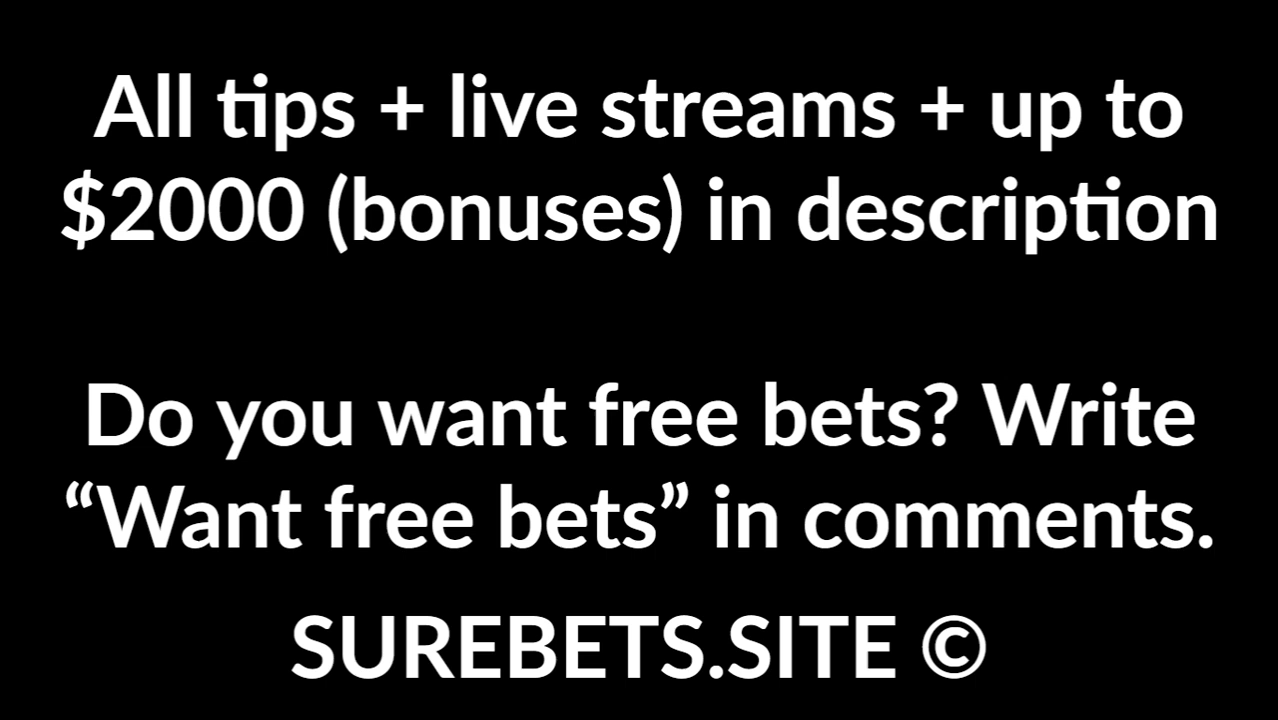 All tips + live streams + up to
$2000 (bonuses) in description
Do you want free bets? Write
“Want free bets” in comments.
SUREBETS.SITE ©